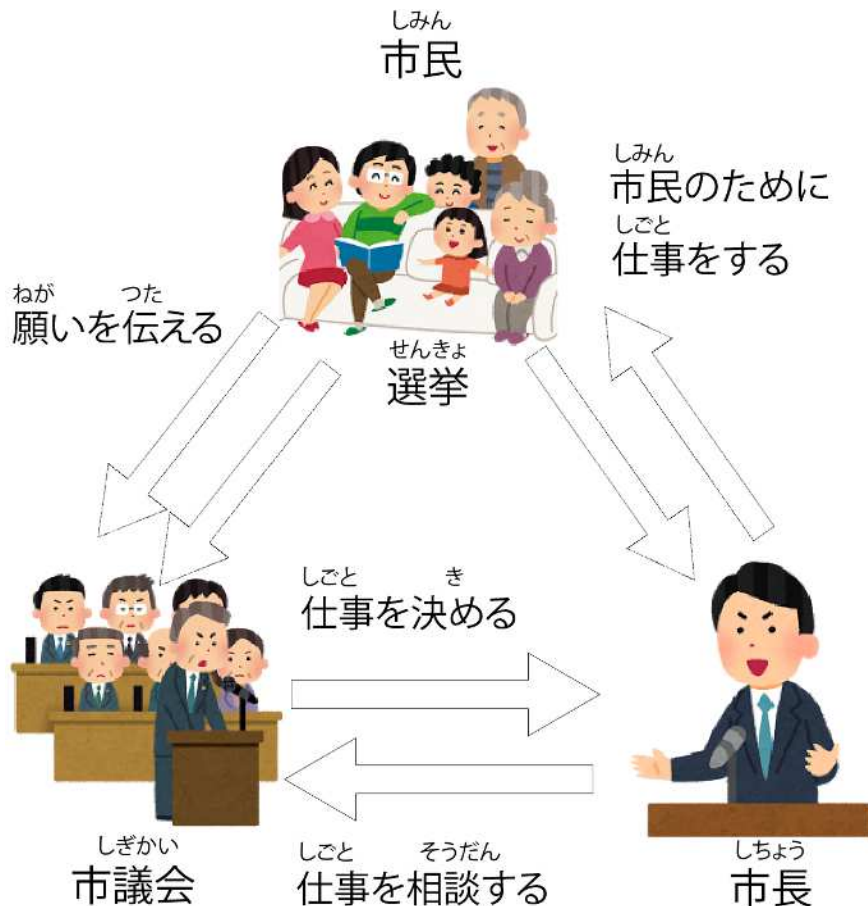 しみん
市民
しみん
市民のために
しごと
仕事をする
ねが つた
願いを伝える
せんきょ
選挙
しごと き
仕事を決める
しぎかい
市議会
しごと そうだん
仕事を相談する
しちょう
市長